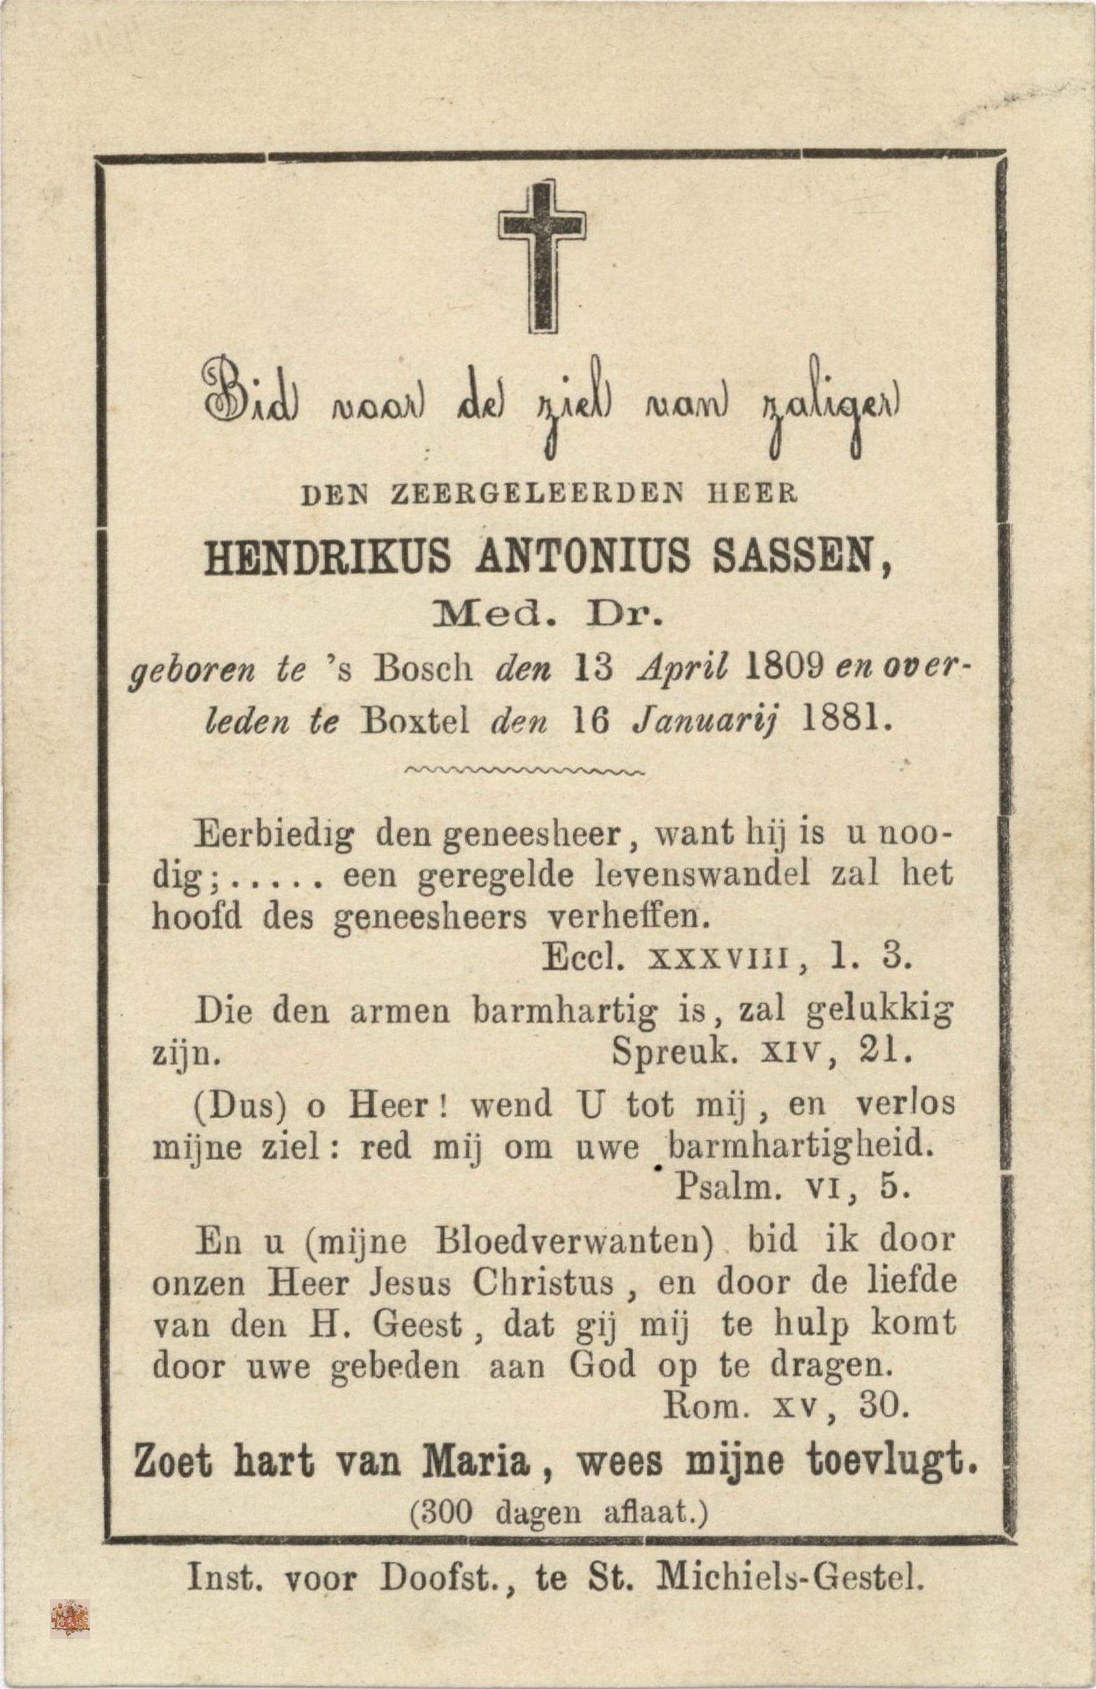 Bid voor de ziel van zaliger
DEN ZEERGELEERDEN HEER
HENDRIKUS ANTONIUS SASSEN,
Med. Dr.
geboren te 's Bosch den 13 April 1809 en over-
leden te Boxtel den 16 Januarij 1881.
Eerbiedig den geneesheer, want hij is u noo-
dig;..... een geregelde levenswandel zal het
hoofd des geneesheers verheffen.
Eccl. XXXVIII, 1. 3.
Die den armen barmhartig is, zal gelukkig
zijn. Spreuk. XIV, 21.
(Dus) o Heer! wend U tot mij, en verlos
mijne ziel: red mij om uwe barmhartigheid.
Psalm. VI, 5.
En u (mijne Bloedverwanten) bid ik door
onzen Heer Jesus Christus, en door de liefde
van den H. Geest, dat gij mij te hulp komt
door uwe gebeden aan God op te dragen.
Rom. XV, 30.
Zoet hart van Maria, wees mijne toevlugt.
(300 dagen aflaat.)
Inst. voor Doofst., te St. Michiels-Gestel.